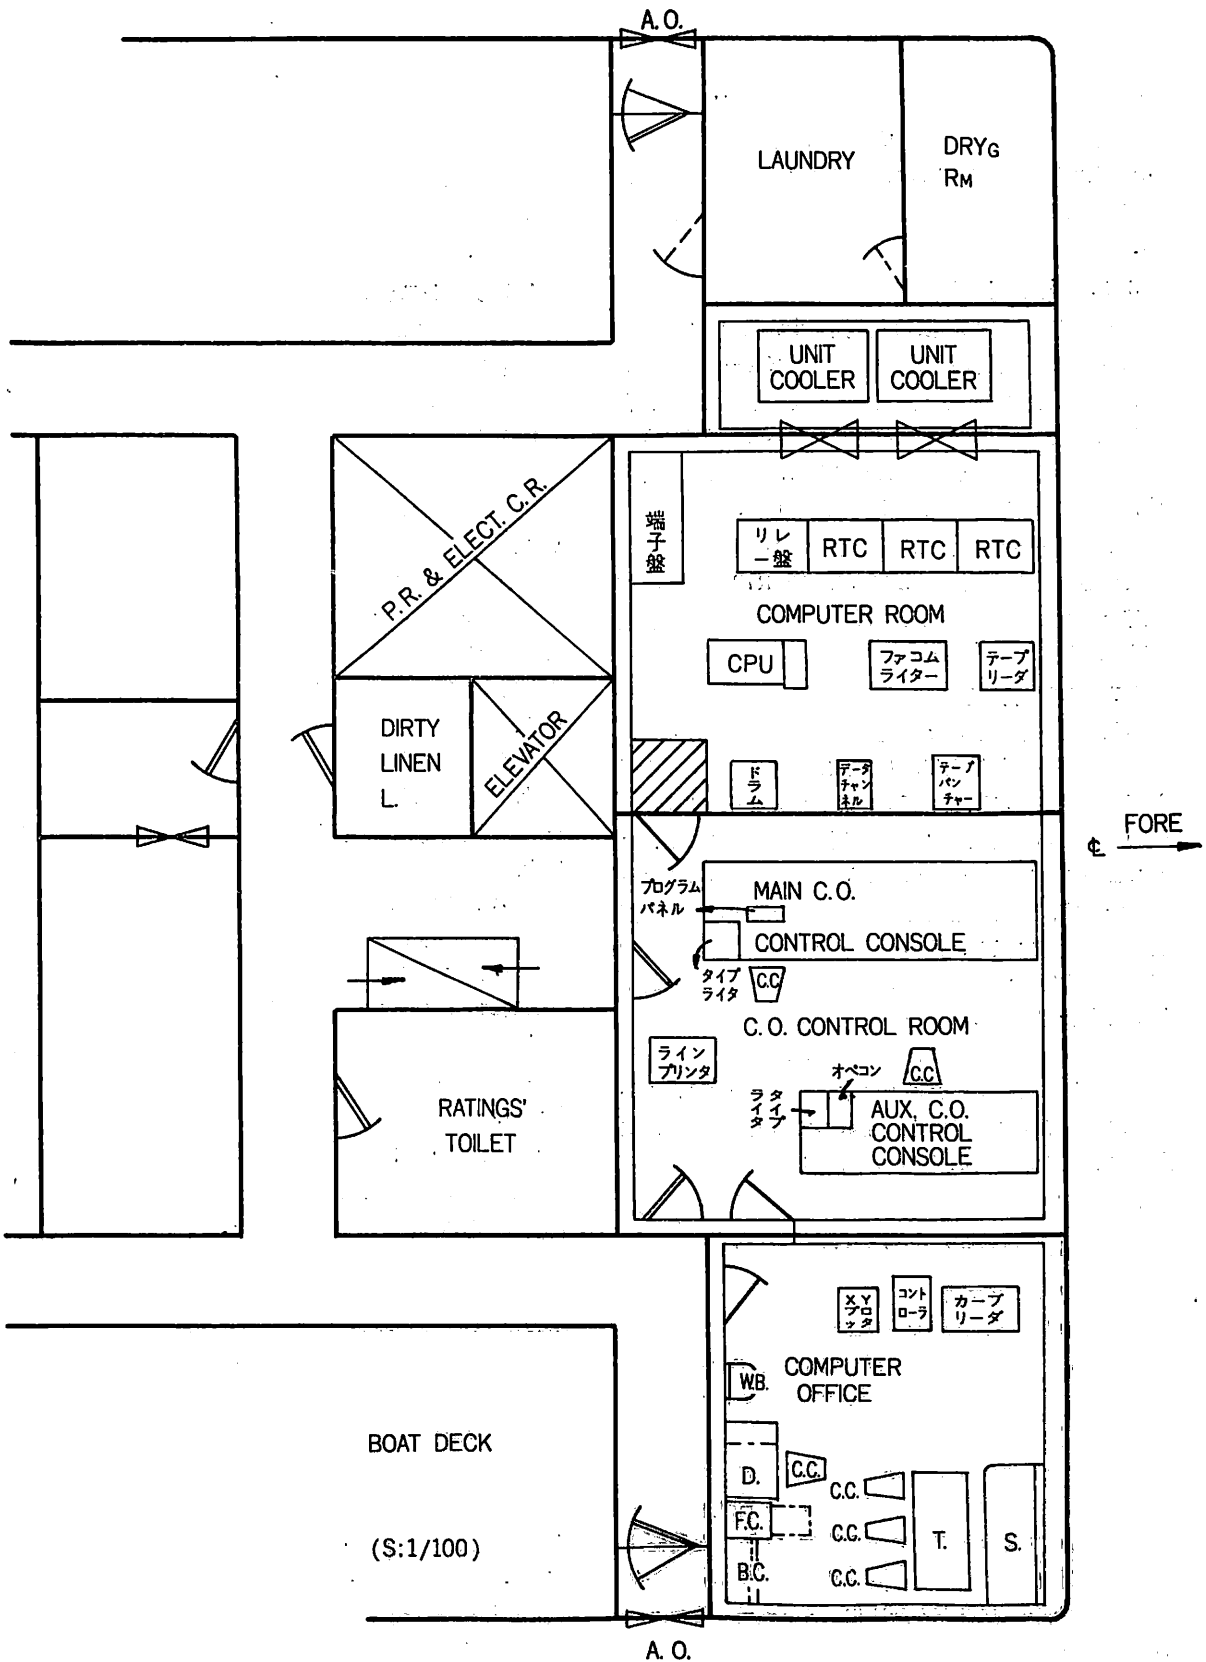 A.O.
LAUNDRY
DRYG
RM
UNIT
COOLER
UNIT
COOLER
P.R. & ELECT. C.R.
端子盤
リレ
ー盤
RTC
RTC
RTC
COMPUTER ROOM
CPU
ファコム
ライター
テープ
リーダ
DIRTY
LINEN
L.
ELEVATOR
ドラム
データ
チャン
ネル
テープ
パン
チャー
FORE
℄
プログラム
パネル
MAIN C.O.
CONTROL CONSOLE
タイプ
ライタ
C.C
C.O. CONTROL ROOM
ライン
プリンタ
オペコン
C.C
タイプ
ライタ
AUX, C.O.
CONTROL
CONSOLE
RATINGS'
TOILET
XY
プロ
ッタ
コント
ローラ
カーブ
リーダ
COMPUTER
OFFICE
W.B.
BOAT DECK
D.
C.C.
C.C.
F.C.
C.C.
T.
S.
(S:1/100)
B.C.
C.C.
A.O.